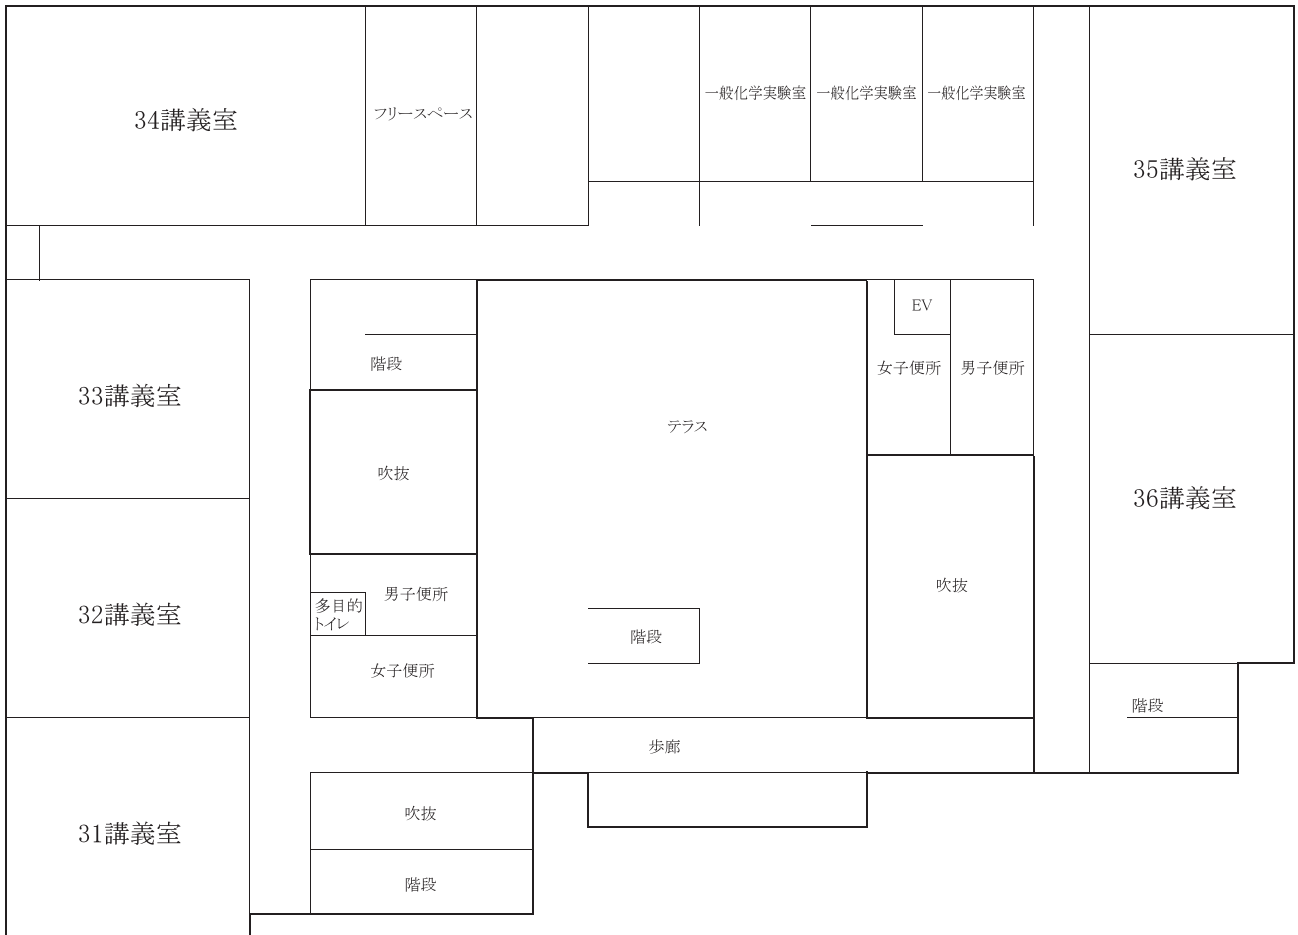 34講義室
フリースペース
一般化学実験室
一般化学実験室
一般化学実験室
35講義室
EV
女子便所
男子便所
階段
33講義室
テラス
吹抜
36講義室
吹抜
男子便所
多目的
トイレ
32講義室
階段
女子便所
階段
歩廊
吹抜
31講義室
階段